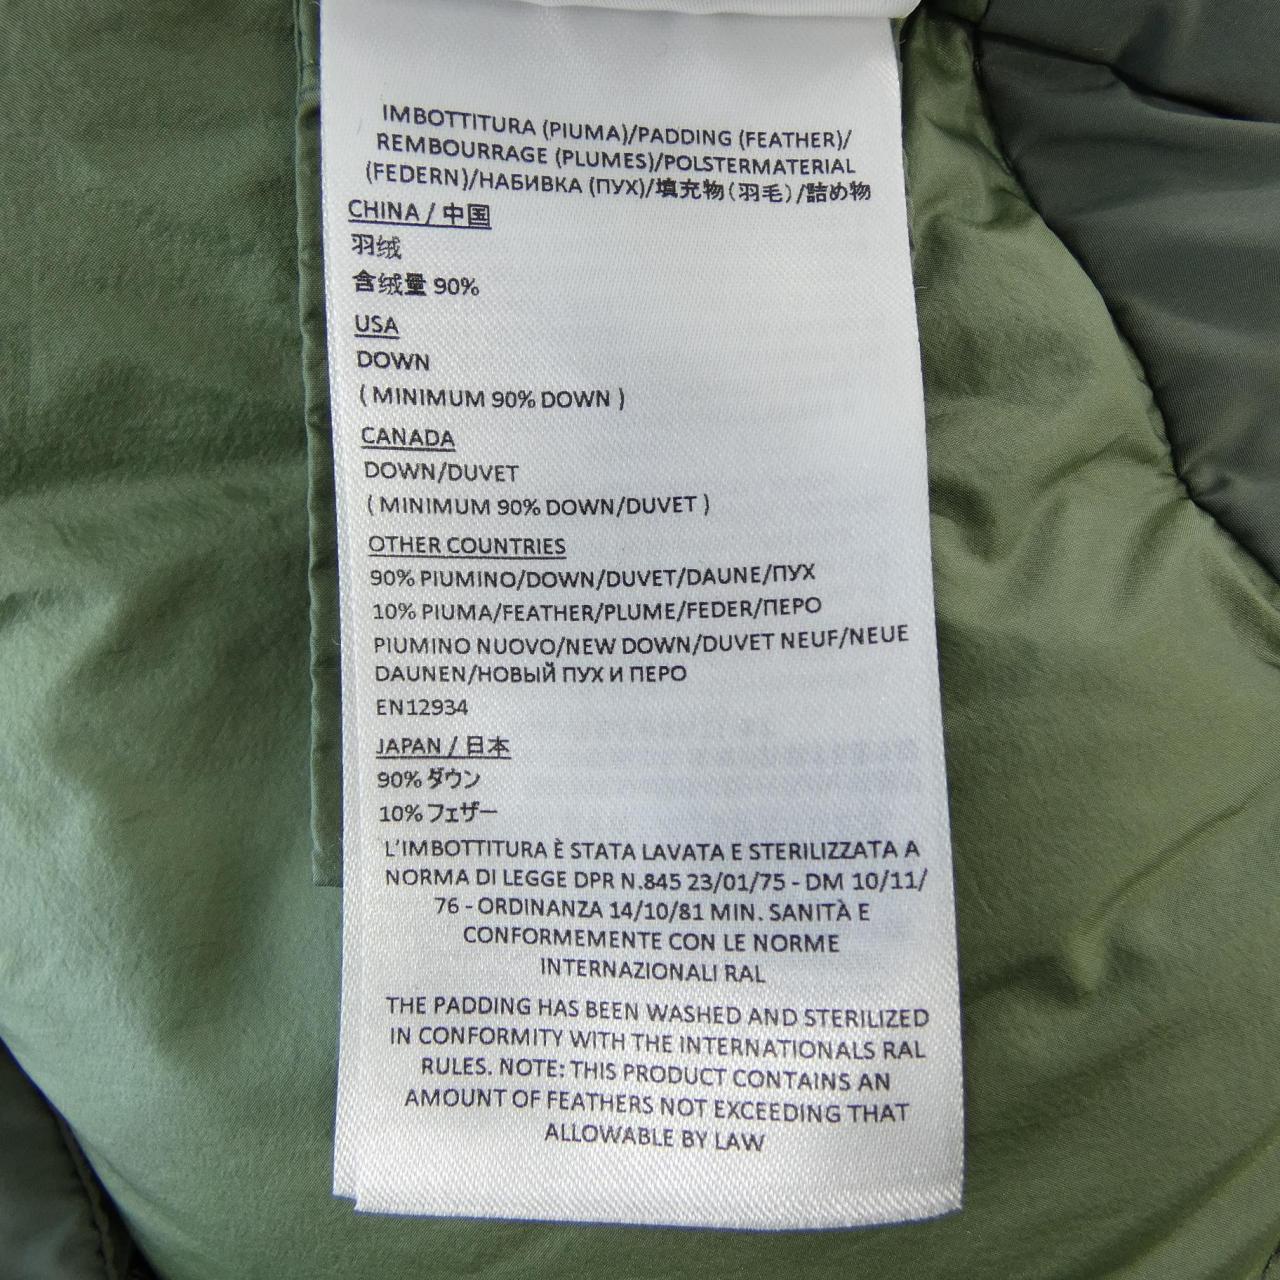 IMBOTTITURA (PIUMA)/PADDING (FEATHER)/
REMBOURRAGE (PLUMES)/POLSTERMATERIAL
(FEDERN)/НАБИВКА (ПУХ)/填充物(羽毛)/詰め物
CHINA / 中国
羽绒
含绒量 90%
USA
DOWN
( MINIMUM 90% DOWN )
CANADA
DOWN/DUVET
( MINIMUM 90% DOWN/DUVET )
OTHER COUNTRIES
90% PIUMINO/DOWN/DUVET/DAUNE/ПУХ
10% PIUMA/FEATHER/PLUME/FEDER/ПЕРО
PIUMINO NUOVO/NEW DOWN/DUVET NEUF/NEUE
DAUNEN/НОВЫЙ ПУХ И ПЕРО
EN12934
JAPAN / 日本
90% ダウン
10% フェザー
L'IMBOTTITURA È STATA LAVATA E STERILIZZATA A
NORMA DI LEGGE DPR N.845 23/01/75 - DM 10/11/
76 - ORDINANZA 14/10/81 MIN. SANITÀ E
CONFORMEMENTE CON LE NORME
INTERNAZIONALI RAL
THE PADDING HAS BEEN WASHED AND STERILIZED
IN CONFORMITY WITH THE INTERNATIONALS RAL
RULES. NOTE: THIS PRODUCT CONTAINS AN
AMOUNT OF FEATHERS NOT EXCEEDING THAT
ALLOWABLE BY LAW